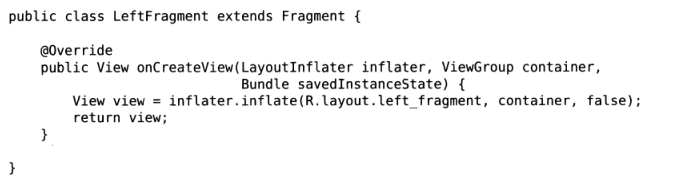 public class LeftFragment extends Fragment {
@Override
public View onCreateView(LayoutInflater inflater, ViewGroup container,
Bundle savedInstanceState) {
View view = inflater.inflate(R.layout.left_fragment, container, false);
return view;
}
}